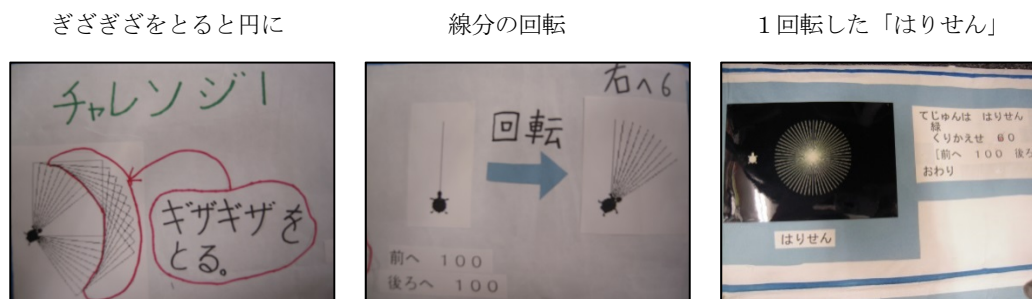 ぎざぎざをとると円に
線分の回転
１回転した「はりせん」
チャレンジ１
ギザギザを
とる。
右へ６
回転
前へ １００
後ろへ １００
てじゅんは はりせん
緑
くりかえせ ６０
［前へ １００ 後ろ
おわり
はりせん